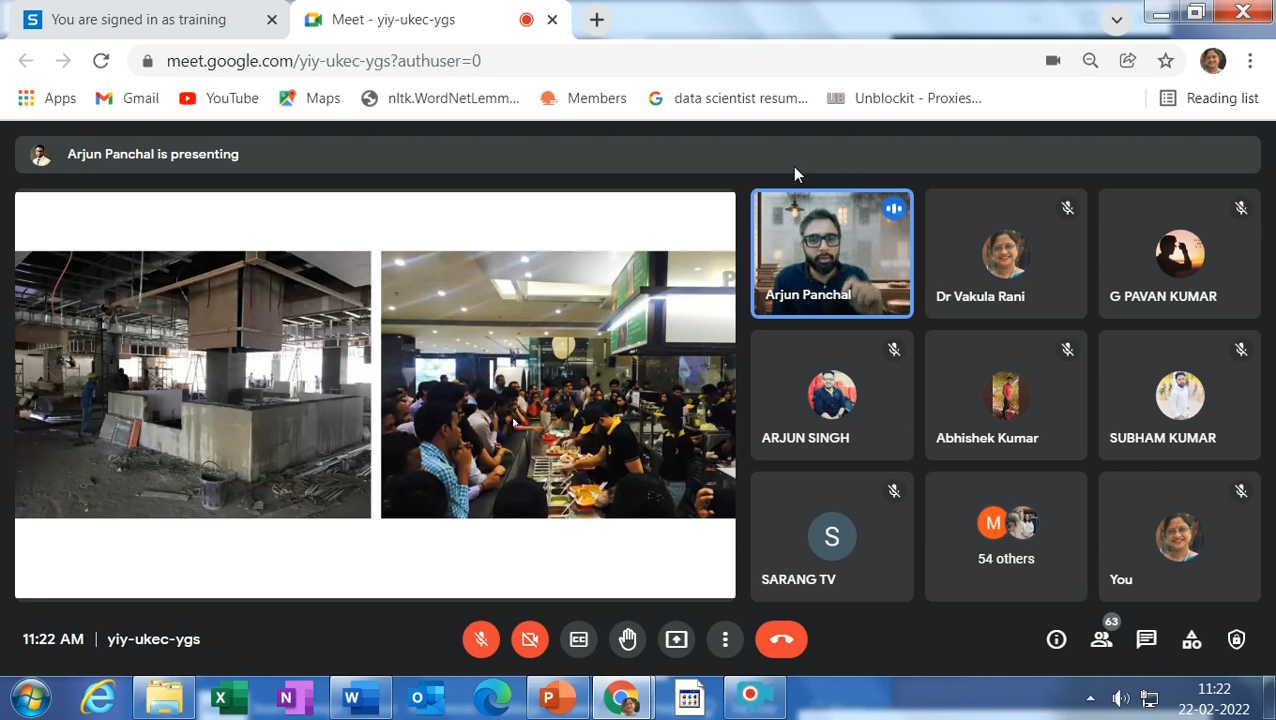 You are signed in as training
Meet - yiy-ukec-ygs
meet.google.com/yiy-ukec-ygs?authuser=0
Apps
Gmail
YouTube
Maps
nltk.WordNetLemm...
Members
data scientist resum...
Unblockit - Proxies...
Reading list
Arjun Panchal is presenting
Arjun Panchal
Dr Vakula Rani
G PAVAN KUMAR
ARJUN SINGH
Abhishek Kumar
SUBHAM KUMAR
S
M
SARANG TV
54 others
You
11:22 AM
yiy-ukec-ygs
63
11:22
22-02-2022